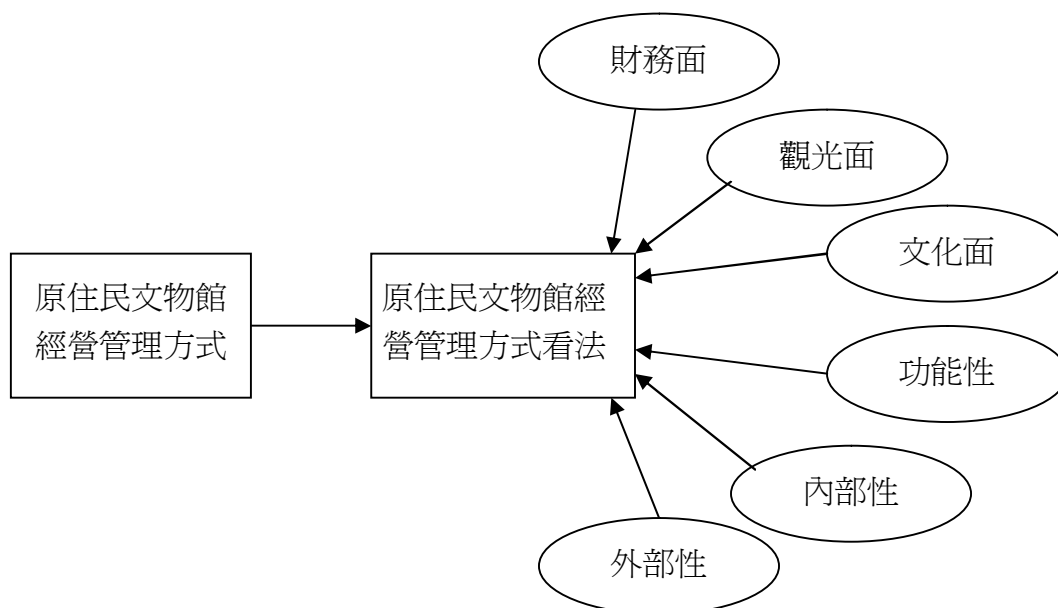 財務面
觀光面
文化面
原住民文物館
經營管理方式
原住民文物館經
營管理方式看法
功能性
內部性
外部性